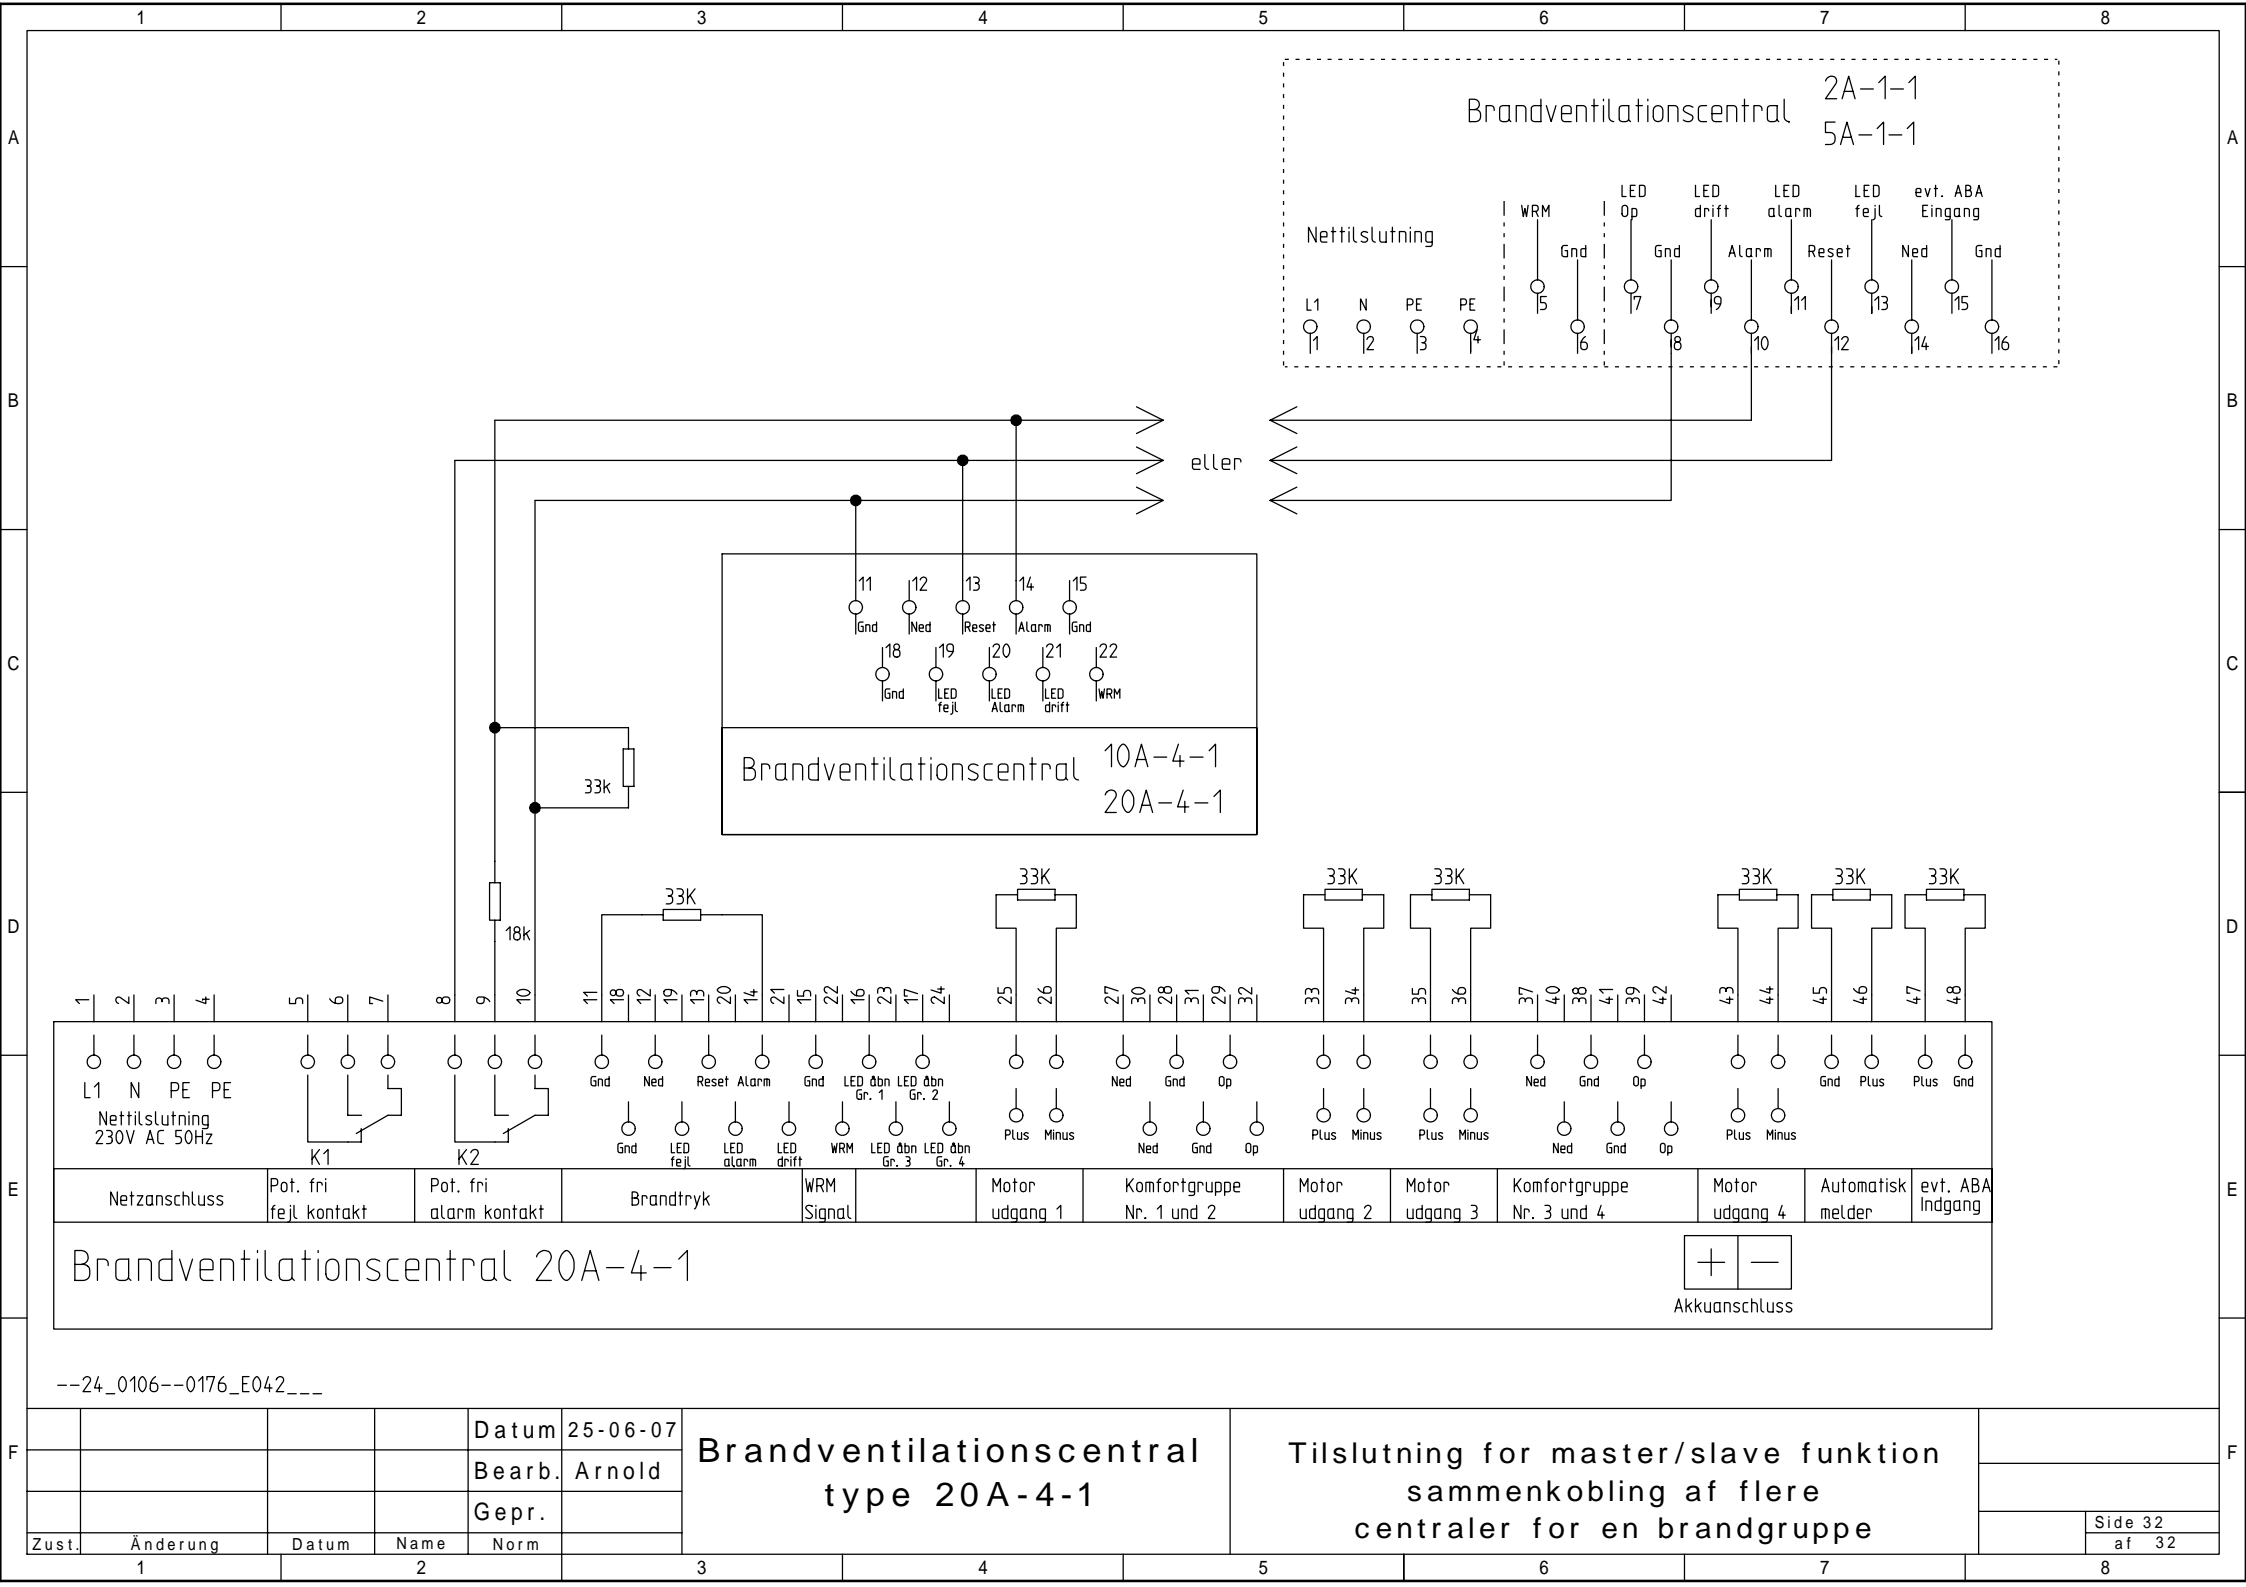 1 2 3 4 5 6 7 8
A A
B B
C C
D D
E E
F F
Brandventilationscentral
2A-1-1
5A-1-1
Nettilslutning
WRM
LED
Op
LED
drift
LED
alarm
LED
fejl
evt. ABA
Eingang
Gnd Gnd Alarm Reset Ned Gnd
L1 N PE PE
5 7 9 11 13 15
1 2 3 4 6 8 10 12 14 16
eller
11 12 13 14 15
Gnd Ned Reset Alarm Gnd
18 19 20 21 22
Gnd LED
fejl
LED
Alarm
LED
drift
WRM
Brandventilationscentral
10A-4-1
20A-4-1
33k
18k
33K 33K 33K 33K 33K 33K 33K
1 2 3 4 5 6 7 8 9 10 11 18 12 19 13 20 14 21 15 22 16 23 17 24 25 26 27 30 28 31 29 32 33 34 35 36 37 40 38 41 39 42 43 44 45 46 47 48
L1 N PE PE
Nettilslutning
230V AC 50Hz
K1
K2
Gnd Ned Reset Alarm Gnd
LED åbn
Gr. 1
LED åbn
Gr. 2
Ned Gnd Op
Ned Gnd Op
Gnd Plus Plus Gnd
Gnd
LED
fejl
LED
alarm
LED
drift
WRM
LED åbn
Gr. 3
LED åbn
Gr. 4
Plus Minus
Ned Gnd Op
Plus Minus
Plus Minus
Ned Gnd Op
Plus Minus
Netzanschluss
Pot. fri
fejl kontakt
Pot. fri
alarm kontakt
Brandtryk
WRM
Signal
Motor
udgang 1
Komfortgruppe
Nr. 1 und 2
Motor
udgang 2
Motor
udgang 3
Komfortgruppe
Nr. 3 und 4
Motor
udgang 4
Automatisk
melder
evt. ABA
Indgang
Brandventilationscentral 20A-4-1
+ −
Akkuanschluss
--24_0106--0176_E042___
Datum 25-06-07
Bearb. Arnold
Gepr.
Zust. Änderung Datum Name Norm
Brandventilationscentral
type 20A-4-1
Tilslutning for master/slave funktion
sammenkobling af flere
centraler for en brandgruppe
Side 32
af 32
1 2 3 4 5 6 7 8